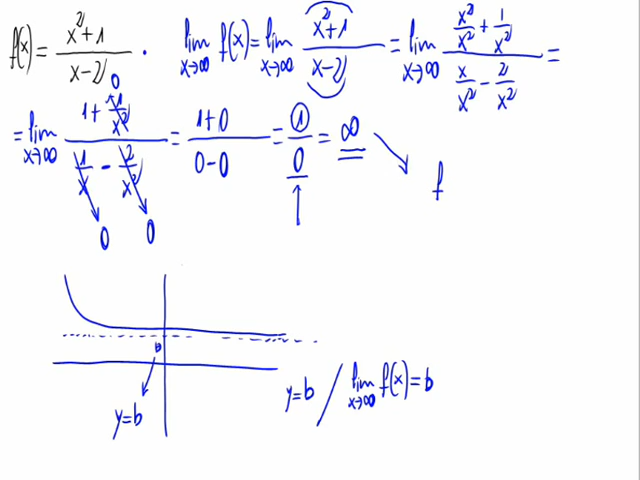 f(x) = (x²+1)/(x-2) · lim x→∞ f(x) = lim x→∞ (x²+1)/(x-2) = lim x→∞ (x²/x² + 1/x²)/(x/x² - 2/x²) =
= lim x→∞ (1 + 1/x²)/(1/x - 2/x²) = (1+0)/(0-0) = 1/0 = ∞ f
0
0 0
b
y=b
y=b / lim x→∞ f(x) = b